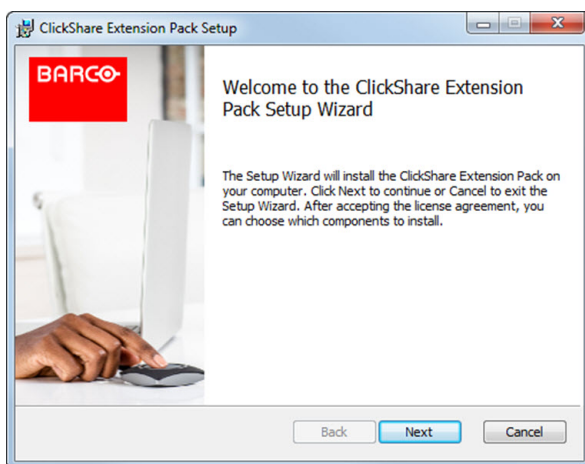 ClickShare Extension Pack Setup
BARCO
Welcome to the ClickShare Extension
Pack Setup Wizard
The Setup Wizard will install the ClickShare Extension Pack on
your computer. Click Next to continue or Cancel to exit the
Setup Wizard. After accepting the license agreement, you
can choose which components to install.
Back Next Cancel